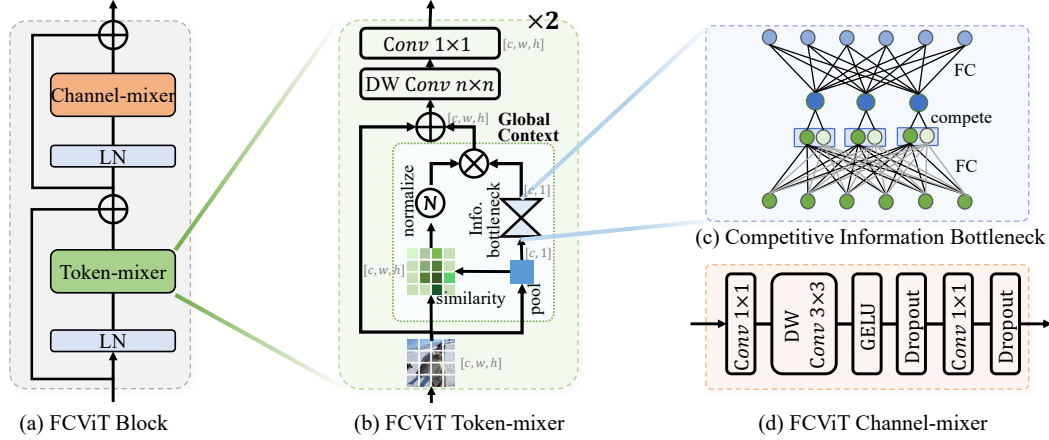 Channel-mixer
LN
Token-mixer
LN
(a) FCViT Block
×2
Conv 1×1
[c, w, h]
DW Conv n×n
[c, w, h]
Global
Context
normalize
N
Info.
bottleneck
[c, 1]
[c, 1]
[c, w, h]
similarity
pool
[c, w, h]
(b) FCViT Token-mixer
FC
compete
FC
(c) Competitive Information Bottleneck
Conv 1×1
DW
Conv 3×3
GELU
Dropout
Conv 1×1
Dropout
(d) FCViT Channel-mixer